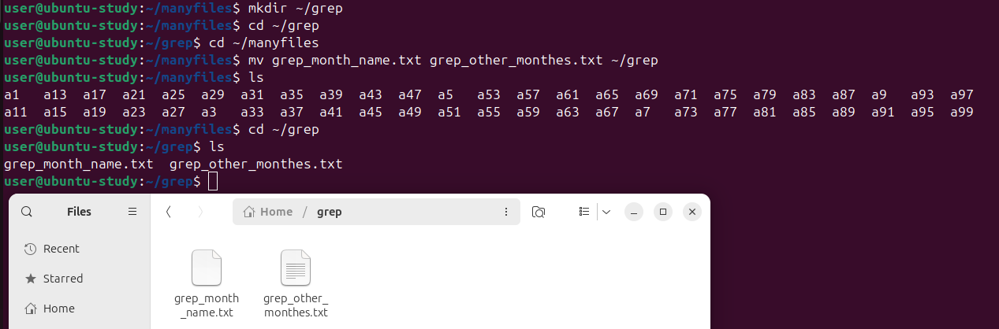 user@ubuntu-study:~/manyfiles$ mkdir ~/grep
user@ubuntu-study:~/manyfiles$ cd ~/grep
user@ubuntu-study:~/grep$ cd ~/manyfiles
user@ubuntu-study:~/manyfiles$ mv grep_month_name.txt grep_other_monthes.txt ~/grep
user@ubuntu-study:~/manyfiles$ ls
a1 a13 a17 a21 a25 a29 a31 a35 a39 a43 a47 a5 a53 a57 a61 a65 a69 a71 a75 a79 a83 a87 a9 a93 a97
a11 a15 a19 a23 a27 a3 a33 a37 a41 a45 a49 a51 a55 a59 a63 a67 a7 a73 a77 a81 a85 a89 a91 a95 a99
user@ubuntu-study:~/manyfiles$ cd ~/grep
user@ubuntu-study:~/grep$ ls
grep_month_name.txt grep_other_monthes.txt
user@ubuntu-study:~/grep$
Files
Home / grep
Recent
Starred
Home
grep_month
_name.txt
grep_other_
monthes.txt